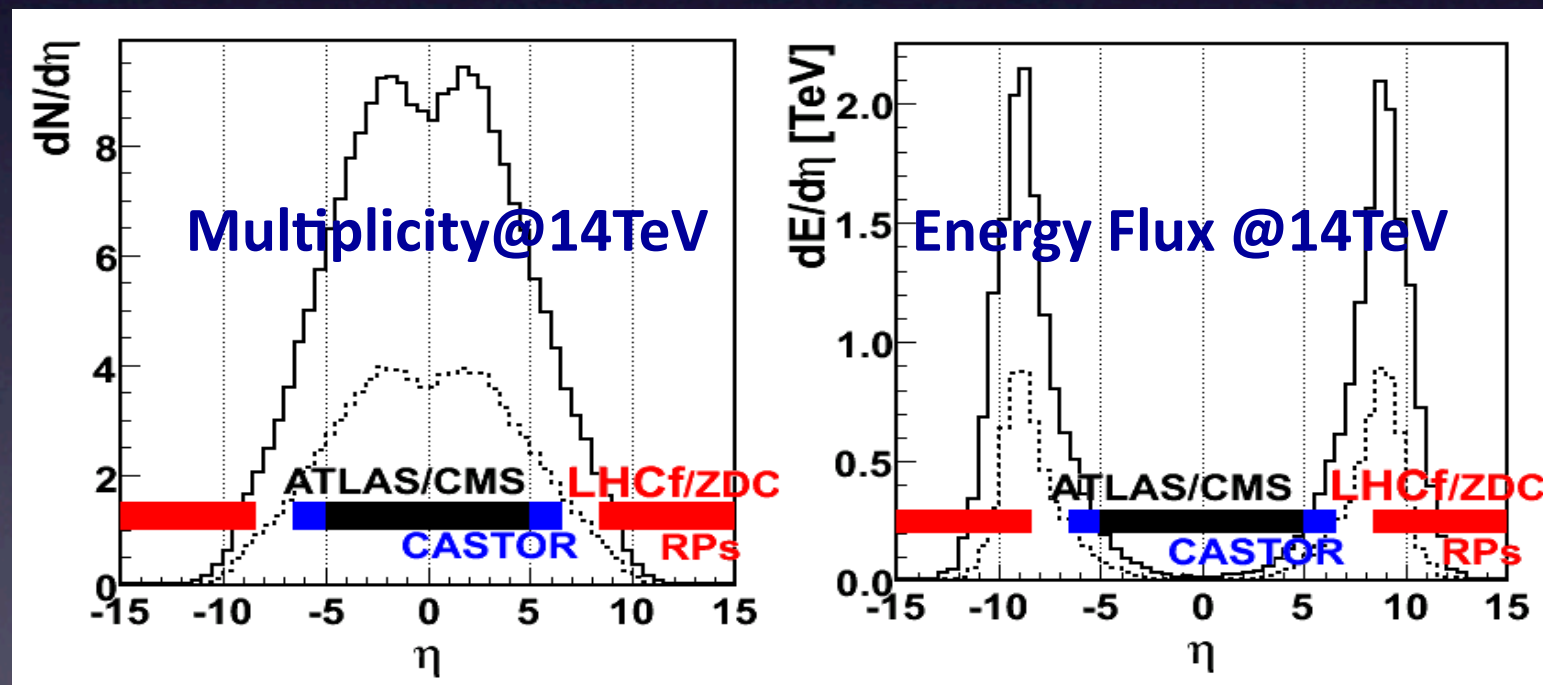 dN/dη
8
6
4
2
0
Multiplicity@14TeV
ATLAS/CMS
LHCf/ZDC
CASTOR
RPs
-15 -10 -5 0 5 10 15
η
dE/dη [TeV]
2.0
1.5
1.0
0.5
0.0
Energy Flux @14TeV
ATLAS/CMS
LHCf/ZDC
CASTOR
RPs
-15 -10 -5 0 5 10 15
η